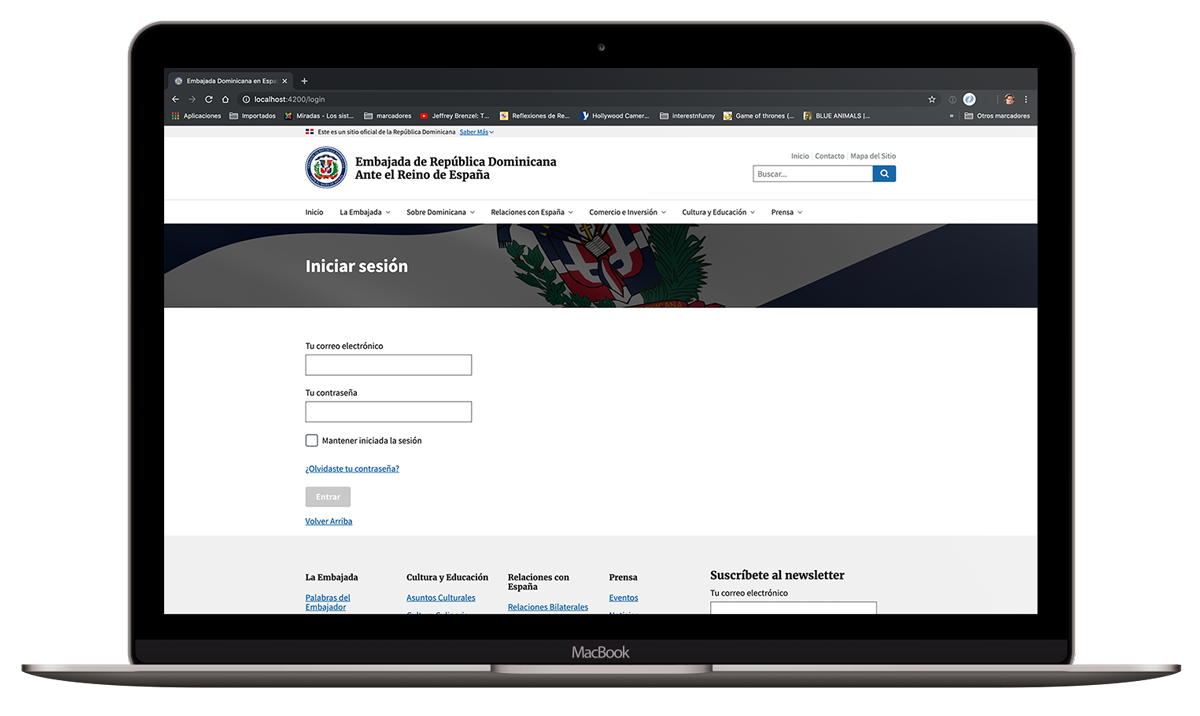 Embajada Dominicana en Espa
localhost:4200/login
Aplicaciones
Importados
Miradas - Los sist...
marcadores
Jeffrey Brenzel: T...
Reflexiones de Re...
Hollywood Camer...
interestnfunny
Game of thrones (...
BLUE ANIMALS |...
»
Otros marcadores
Este es un sitio oficial de la República Dominicana Saber Más
Embajada de República Dominicana
Ante el Reino de España
Inicio | Contacto | Mapa del Sitio
Buscar...
Inicio
La Embajada
Sobre Dominicana
Relaciones con España
Comercio e Inversión
Cultura y Educación
Prensa
Iniciar sesión
Tu correo electrónico
Tu contraseña
Mantener iniciada la sesión
¿Olvidaste tu contraseña?
Entrar
Volver Arriba
La Embajada
Palabras del
Embajador
Cultura y Educación
Asuntos Culturales
Relaciones con
España
Relaciones Bilaterales
Prensa
Eventos
Suscríbete al newsletter
Tu correo electrónico
MacBook